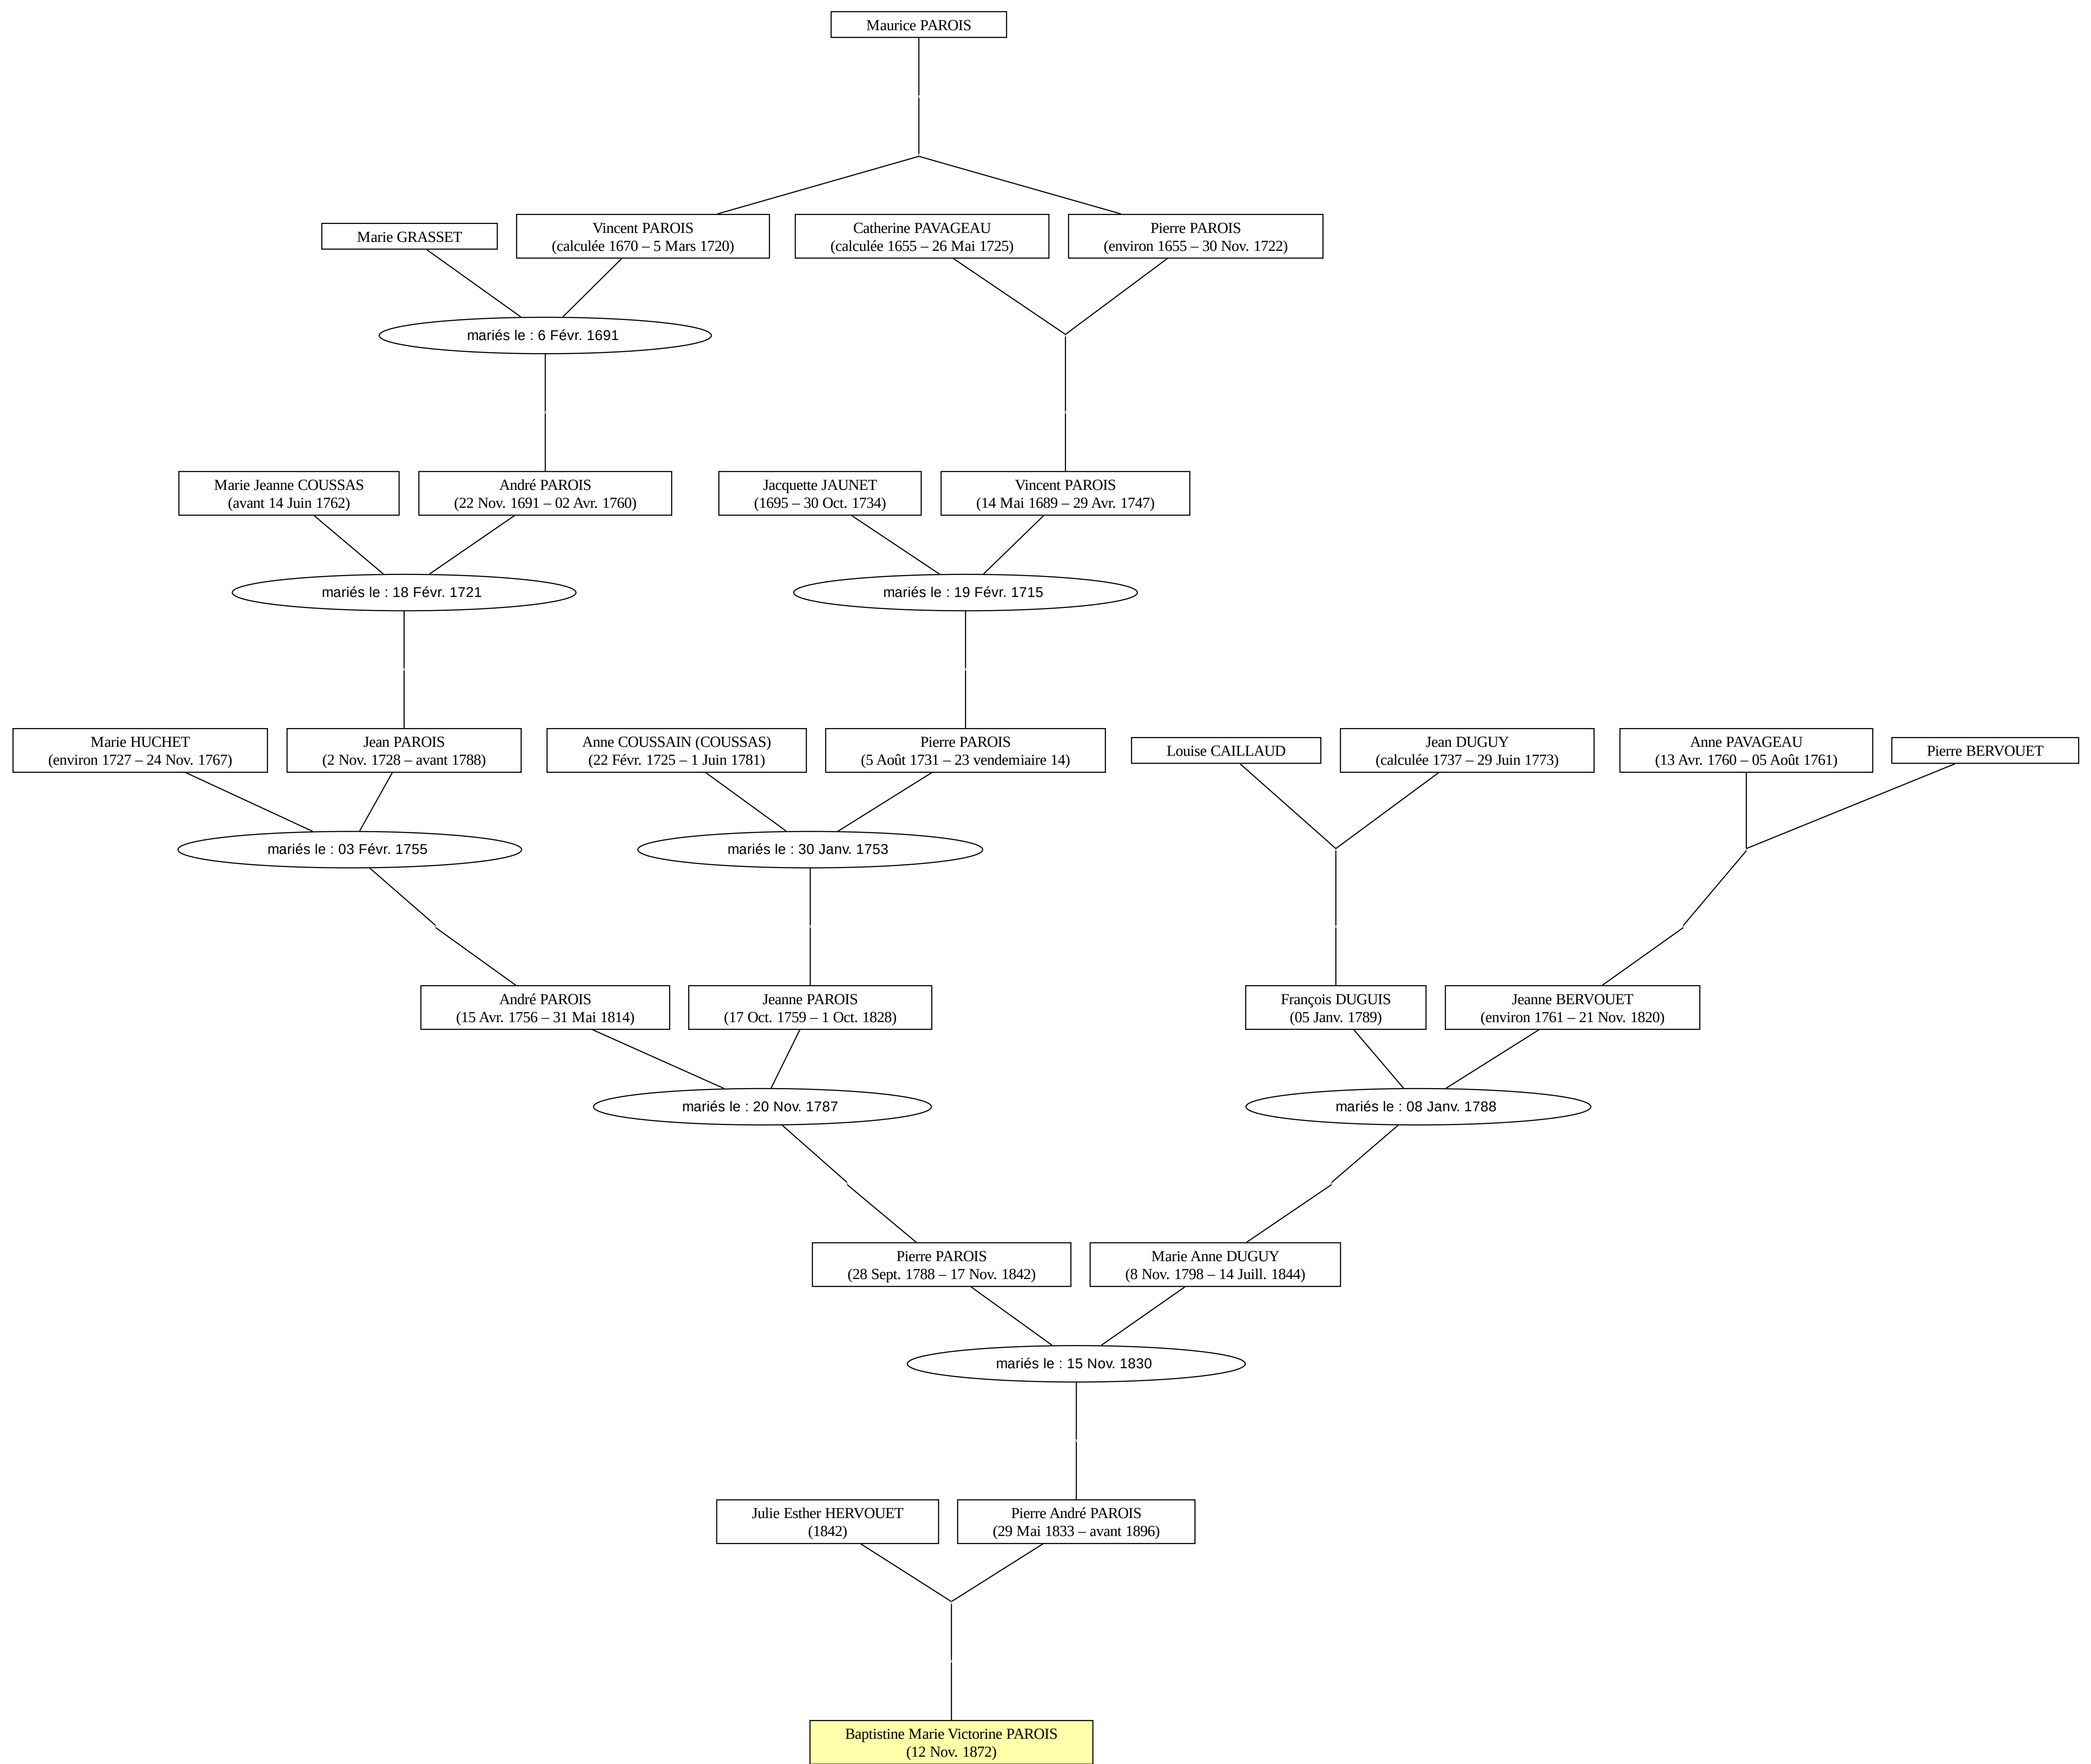 Maurice PAROIS
Marie GRASSET
Vincent PAROIS
(calculée 1670 – 5 Mars 1720)
Catherine PAVAGEAU
(calculée 1655 – 26 Mai 1725)
Pierre PAROIS
(environ 1655 – 30 Nov. 1722)
mariés le : 6 Févr. 1691
Marie Jeanne COUSSAS
(avant 14 Juin 1762)
André PAROIS
(22 Nov. 1691 – 02 Avr. 1760)
Jacquette JAUNET
(1695 – 30 Oct. 1734)
Vincent PAROIS
(14 Mai 1689 – 29 Avr. 1747)
mariés le : 18 Févr. 1721
mariés le : 19 Févr. 1715
Marie HUCHET
(environ 1727 – 24 Nov. 1767)
Jean PAROIS
(2 Nov. 1728 – avant 1788)
Anne COUSSAIN (COUSSAS)
(22 Févr. 1725 – 1 Juin 1781)
Pierre PAROIS
(5 Août 1731 – 23 vendemiaire 14)
Louise CAILLAUD
Jean DUGUY
(calculée 1737 – 29 Juin 1773)
Anne PAVAGEAU
(13 Avr. 1760 – 05 Août 1761)
Pierre BERVOUET
mariés le : 03 Févr. 1755
mariés le : 30 Janv. 1753
André PAROIS
(15 Avr. 1756 – 31 Mai 1814)
Jeanne PAROIS
(17 Oct. 1759 – 1 Oct. 1828)
François DUGUIS
(05 Janv. 1789)
Jeanne BERVOUET
(environ 1761 – 21 Nov. 1820)
mariés le : 20 Nov. 1787
mariés le : 08 Janv. 1788
Pierre PAROIS
(28 Sept. 1788 – 17 Nov. 1842)
Marie Anne DUGUY
(8 Nov. 1798 – 14 Juill. 1844)
mariés le : 15 Nov. 1830
Julie Esther HERVOUET
(1842)
Pierre André PAROIS
(29 Mai 1833 – avant 1896)
Baptistine Marie Victorine PAROIS
(12 Nov. 1872)